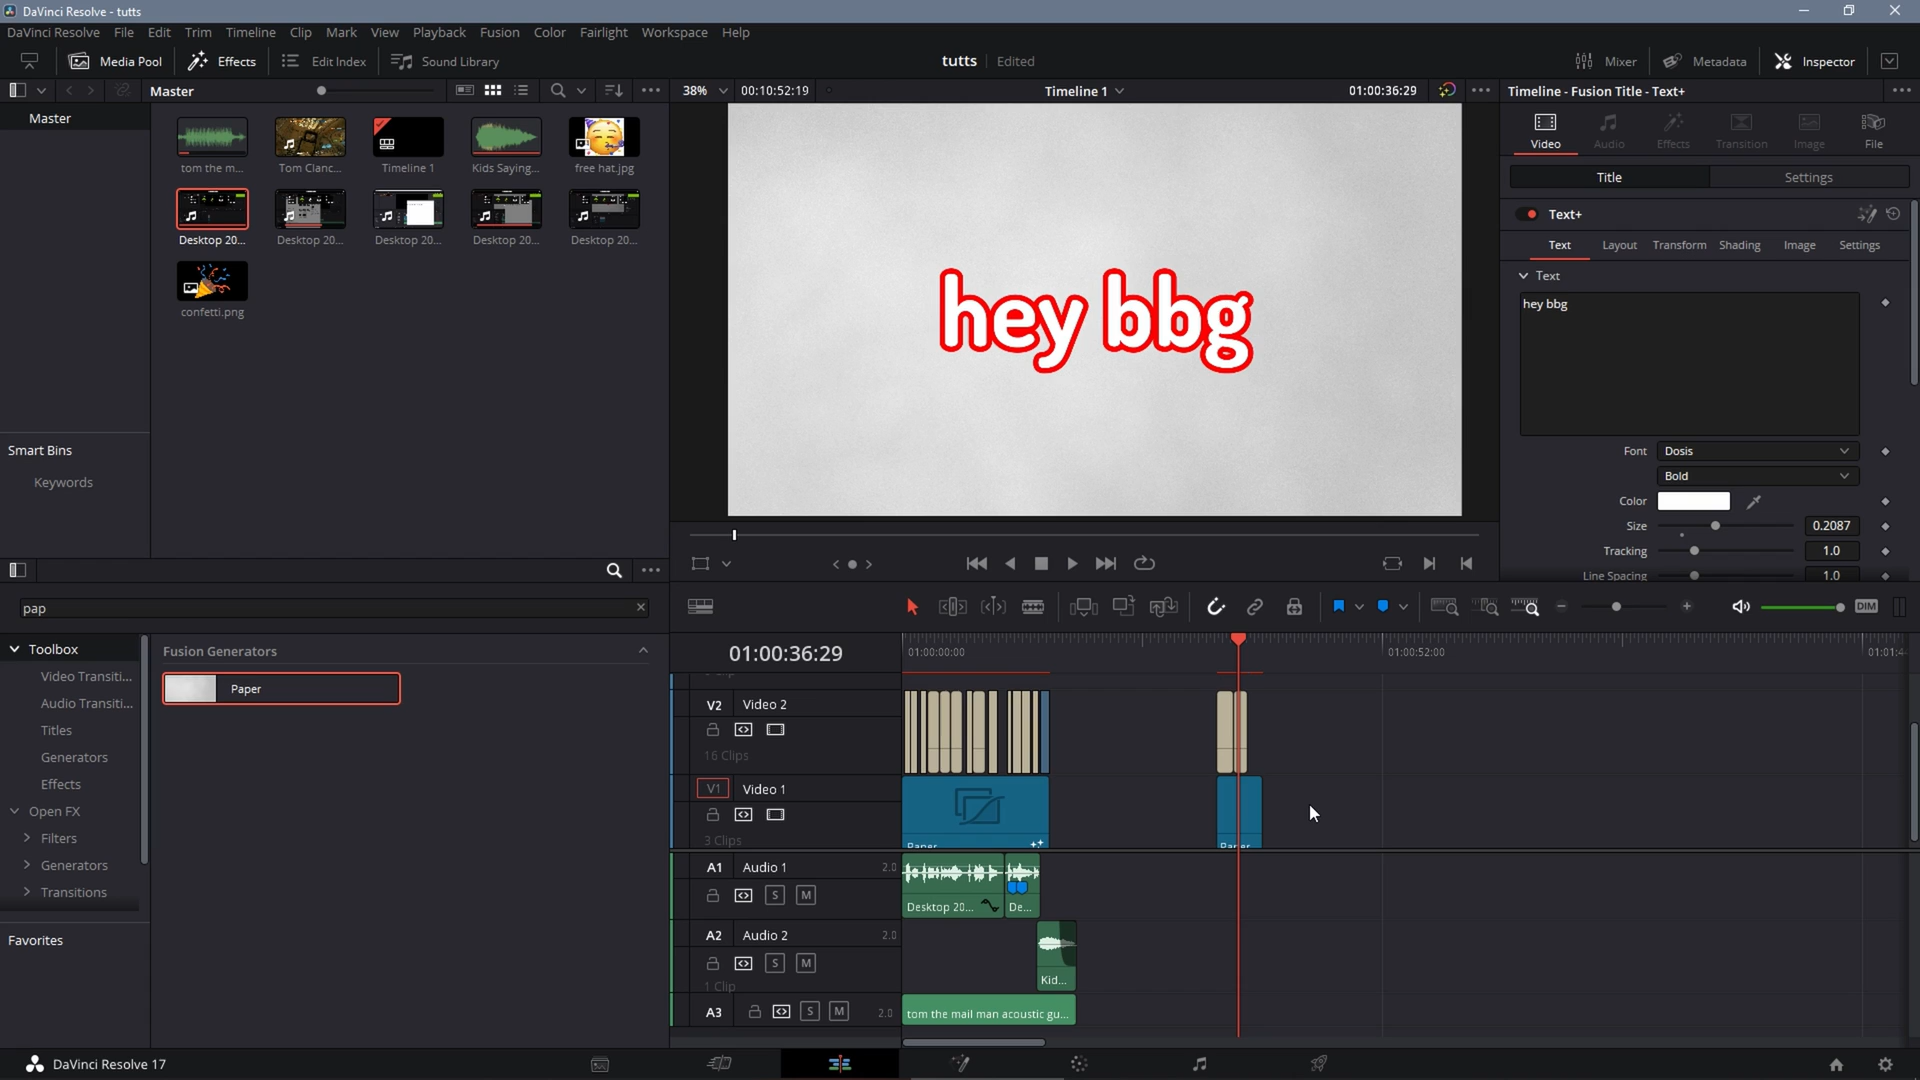 DaVinci Resolve - tutts
DaVinci Resolve File Edit Trim Timeline Clip Mark View Playback Fusion Color Fairlight Workspace Help
Media Pool Effects Edit Index Sound Library tutts Edited Mixer Metadata Inspector
Master 38% 00:10:52:19 Timeline 1 01:00:36:29 Timeline - Fusion Title - Text+
Master
tom the m... Tom Clanc... Timeline 1 Kids Saying... free hat.jpg
Desktop 20... Desktop 20... Desktop 20... Desktop 20... Desktop 20...
confetti.png
Smart Bins
Keywords
hey bbg
Video Audio Effects Transition Image File
Title Settings
Text+
Text Layout Transform Shading Image Settings
Text
hey bbg
Font Dosis
Bold
Color
Size 0.2087
Tracking 1.0
Line Spacing 1.0
pap
Toolbox
Video Transiti...
Audio Transiti...
Titles
Generators
Effects
Open FX
Filters
Generators
Transitions
Favorites
Fusion Generators
Paper
DIM
01:00:36:29 01:00:00:00 01:00:52:00 01:01:4
V2 Video 2
16 Clips
V1 Video 1
3 Clips
Paper Paper
A1 Audio 1 2.0
S M
Desktop 20... De...
A2 Audio 2 2.0
S M
1 Clip
Kid...
A3 S M 2.0 tom the mail man acoustic gu...
DaVinci Resolve 17